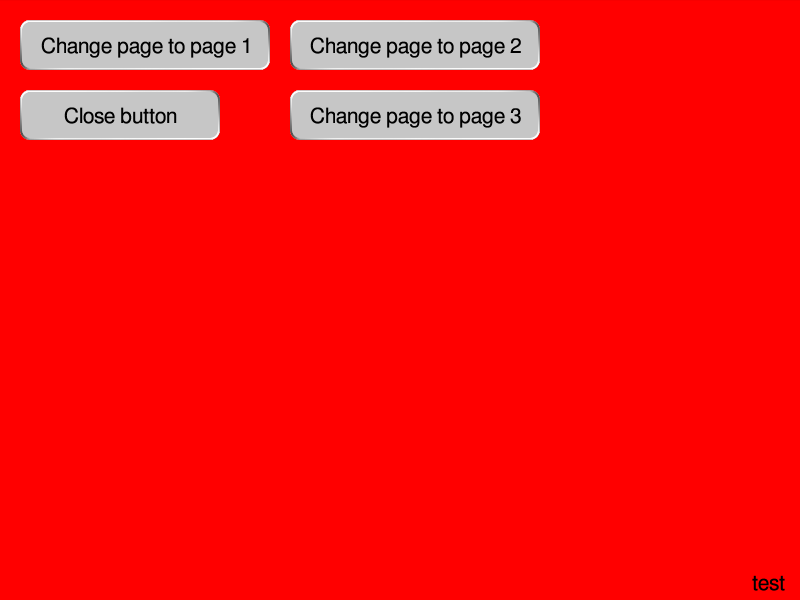 Change page to page 1
Change page to page 2
Close button
Change page to page 3
test